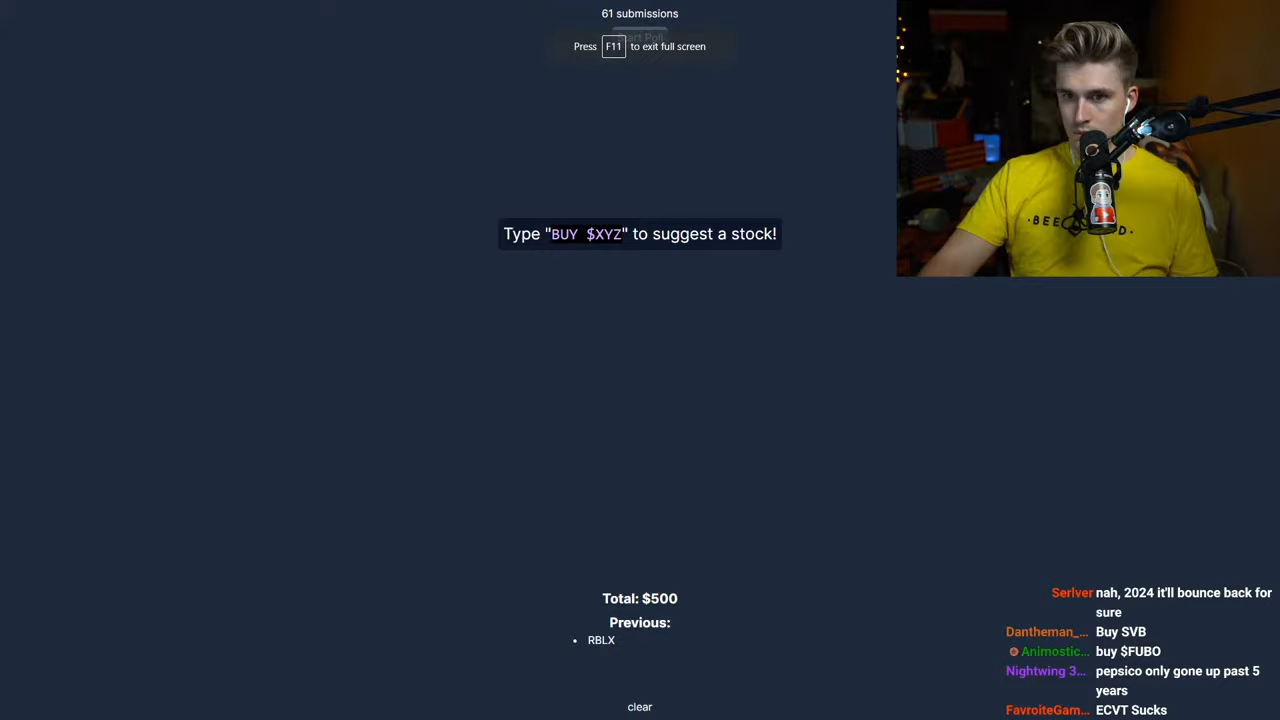 61 submissions
Start Poll
Press F11 to exit full screen
Type "BUY $XYZ" to suggest a stock!
Total: $500
Previous:
• RBLX
clear
Serlver nah, 2024 it'll bounce back for
sure
Dantheman_... Buy SVB
Animostic... buy $FUBO
Nightwing 3... pepsico only gone up past 5
years
FavroiteGam... ECVT Sucks